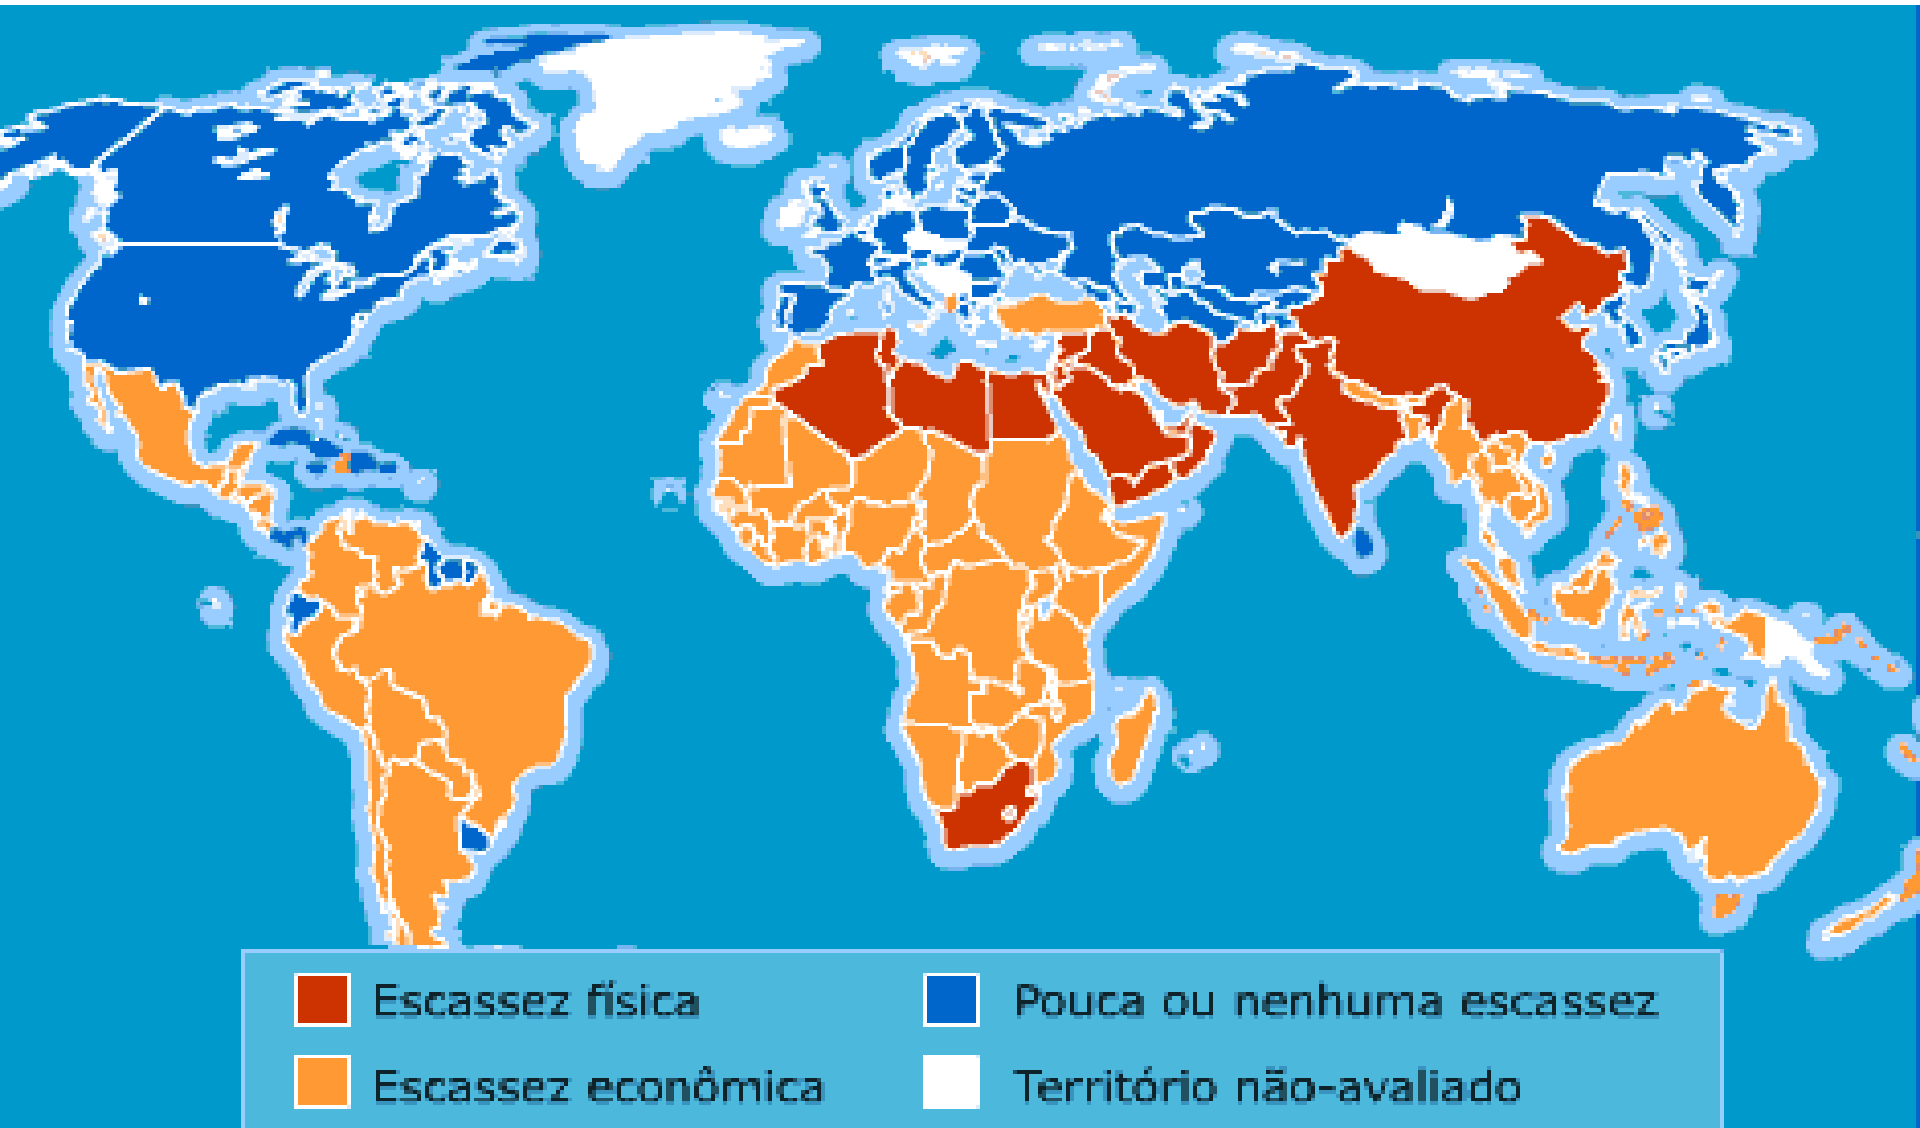 Escassez física
Pouca ou nenhuma escassez
Escassez econômica
Território não-avaliado